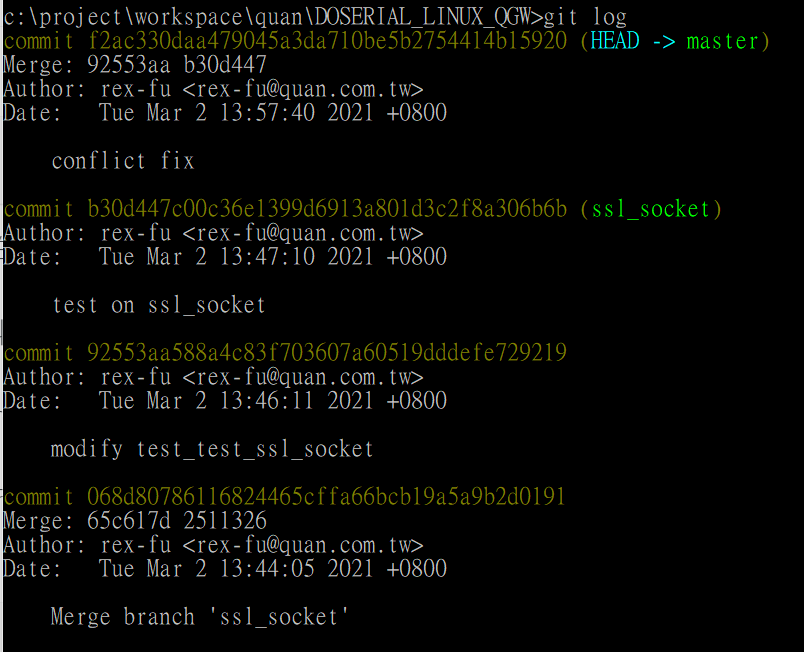 c:\project\workspace\quan\DOSERIAL_LINUX_QGW>git log
commit f2ac330daa479045a3da710be5b2754414b15920 (HEAD -> master)
Merge: 92553aa b30d447
Author: rex-fu <rex-fu@quan.com.tw>
Date:   Tue Mar 2 13:57:40 2021 +0800
conflict fix
commit b30d447c00c36e1399d6913a801d3c2f8a306b6b (ssl_socket)
Author: rex-fu <rex-fu@quan.com.tw>
Date:   Tue Mar 2 13:47:10 2021 +0800
test on ssl_socket
commit 92553aa588a4c83f703607a60519dddefe729219
Author: rex-fu <rex-fu@quan.com.tw>
Date:   Tue Mar 2 13:46:11 2021 +0800
modify test_test_ssl_socket
commit 068d80786116824465cffa66bcb19a5a9b2d0191
Merge: 65c617d 2511326
Author: rex-fu <rex-fu@quan.com.tw>
Date:   Tue Mar 2 13:44:05 2021 +0800
Merge branch 'ssl_socket'